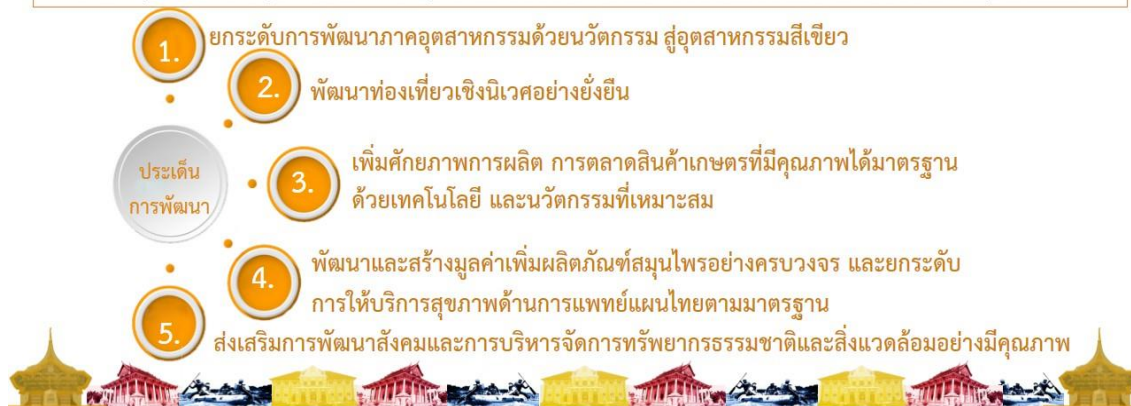 1. ยกระดับการพัฒนาภาคอุตสาหกรรมด้วยนวัตกรรม สู่อุตสาหกรรมสีเขียว
2. พัฒนาท่องเที่ยวเชิงนิเวศอย่างยั่งยืน
ประเด็น
การพัฒนา
3. เพิ่มศักยภาพการผลิต การตลาดสินค้าเกษตรที่มีคุณภาพได้มาตรฐาน
ด้วยเทคโนโลยี และนวัตกรรมที่เหมาะสม
4. พัฒนาและสร้างมูลค่าเพิ่มผลิตภัณฑ์สมุนไพรอย่างครบวงจร และยกระดับ
การให้บริการสุขภาพด้านการแพทย์แผนไทยตามมาตรฐาน
5. ส่งเสริมการพัฒนาสังคมและการบริหารจัดการทรัพยากรธรรมชาติและสิ่งแวดล้อมอย่างมีคุณภาพ